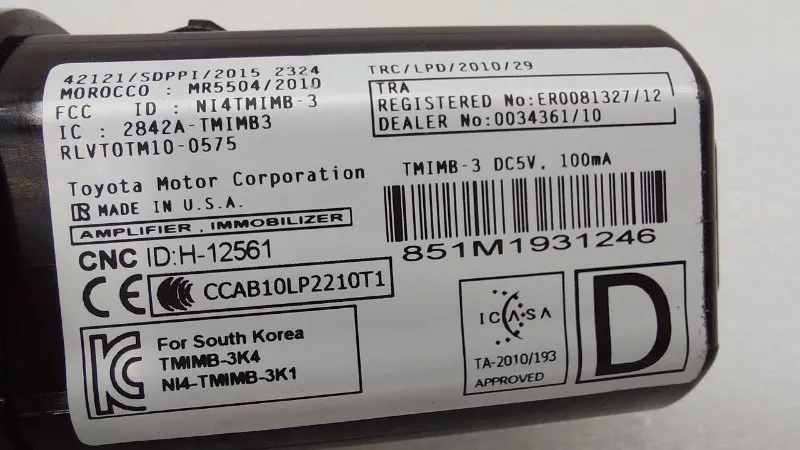 42121/SDPPI/2015 2324
MOROCCO : MR5504/2010
FCC ID : NI4TMIMB-3
IC : 2842A-TMIMB3
RLVTOTM10-0575
TRC/LPD/2010/29
TRA
REGISTERED No:ER0081327/12
DEALER No:0034361/10
Toyota Motor Corporation
R MADE IN U.S.A.
AMPLIFIER , IMMOBILIZER
TMIMB-3 DC5V, 100mA
851M1931246
CNC ID:H-12561
CE CCAB10LP2210T1
For South Korea
TMIMB-3K4
NI4-TMIMB-3K1
ICASA
TA-2010/193
APPROVED
D